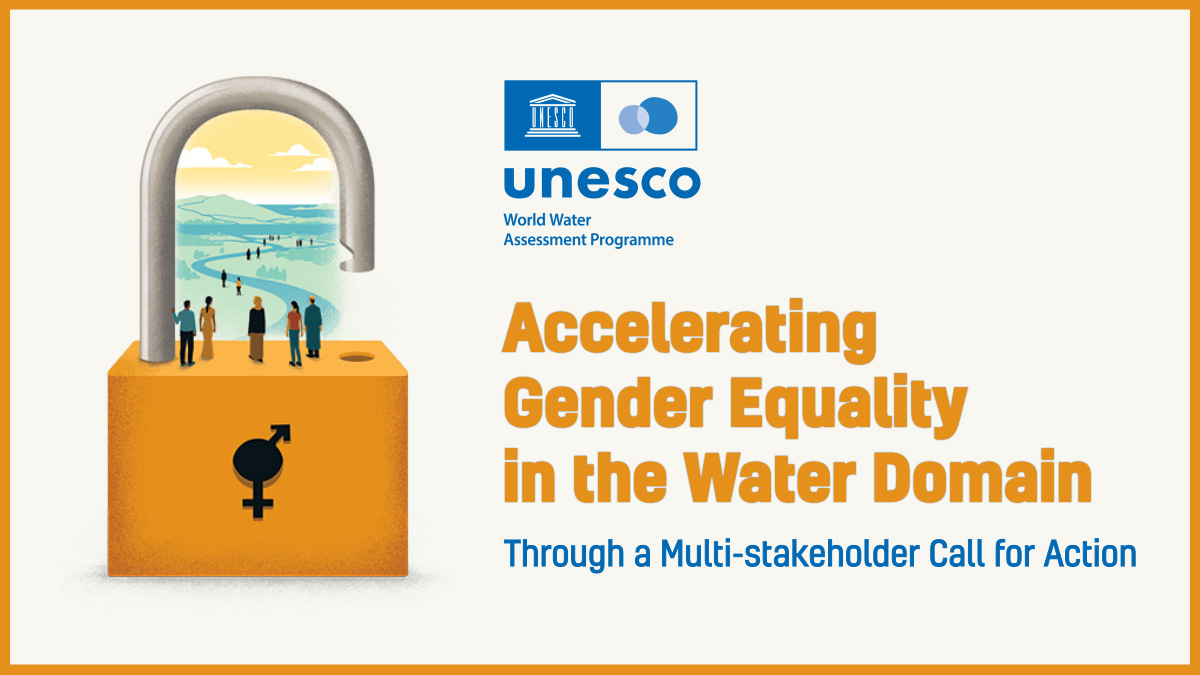 UNESCO
unesco
World Water
Assessment Programme
Accelerating
Gender Equality
in the Water Domain
Through a Multi-stakeholder Call for Action